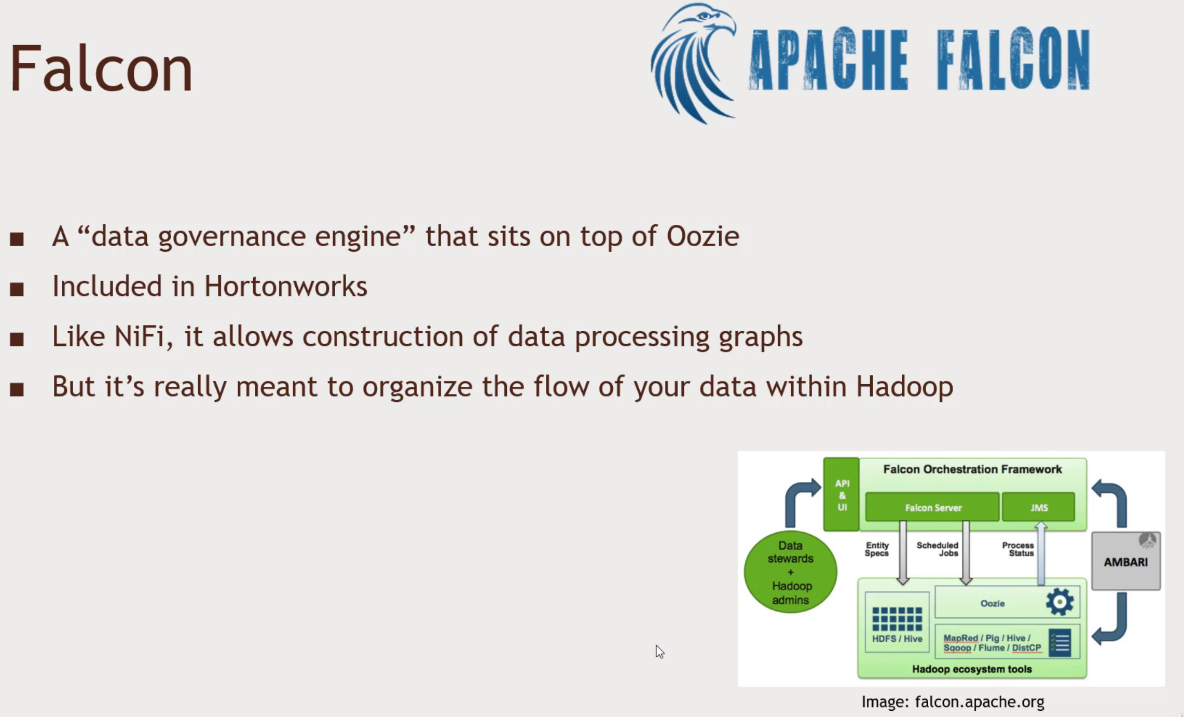 Falcon
APACHE FALCON
■ A “data governance engine” that sits on top of Oozie
■ Included in Hortonworks
■ Like NiFi, it allows construction of data processing graphs
■ But it’s really meant to organize the flow of your data within Hadoop
Falcon Orchestration Framework
API
&
UI
Falcon Server
JMS
Data
stewards
+
Hadoop
admins
Entity
Specs
Scheduled
Jobs
Process
Status
AMBARI
Oozie
HDFS / Hive
MapRed / Pig / Hive /
Sqoop / Flume / DistCP
Hadoop ecosystem tools
Image: falcon.apache.org